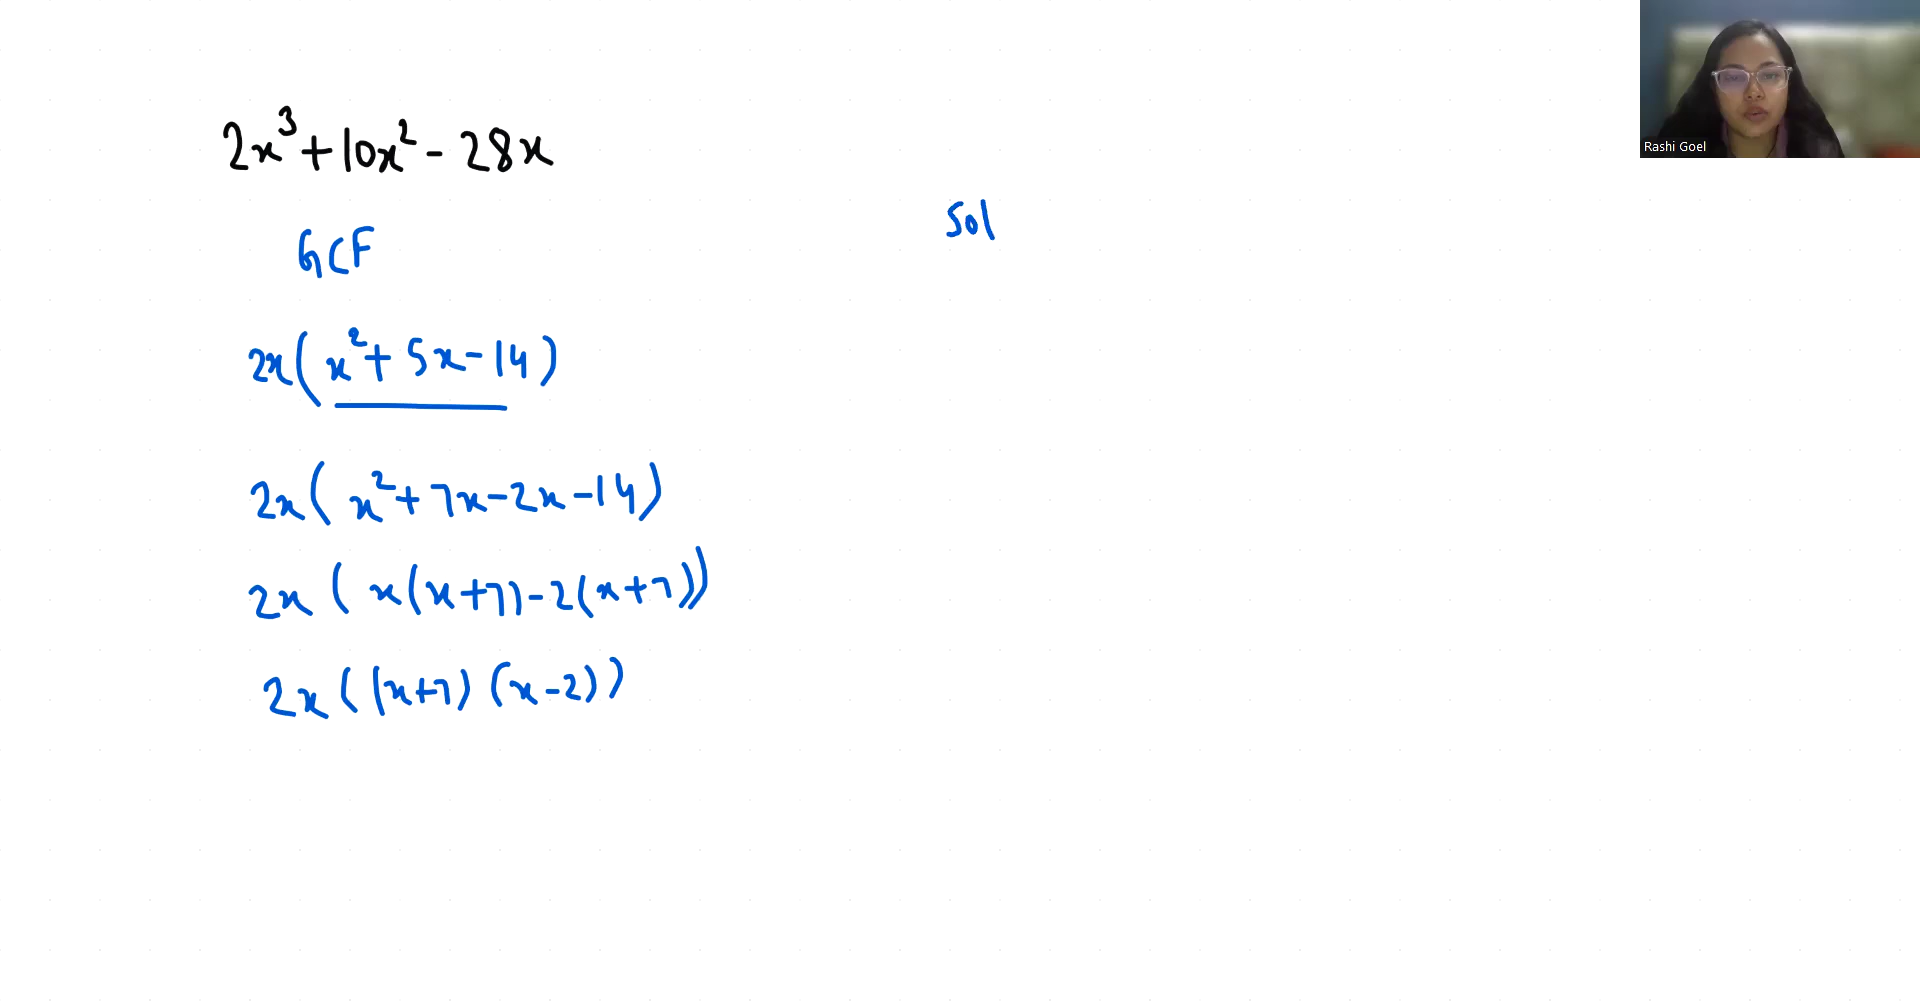 2x³+10x²-28x
Sol
GCF
2x(x²+5x-14)
2x(x²+7x-2x-14)
2x(x(x+7)-2(x+7))
2x((x+7)(x-2))
Rashi Goel